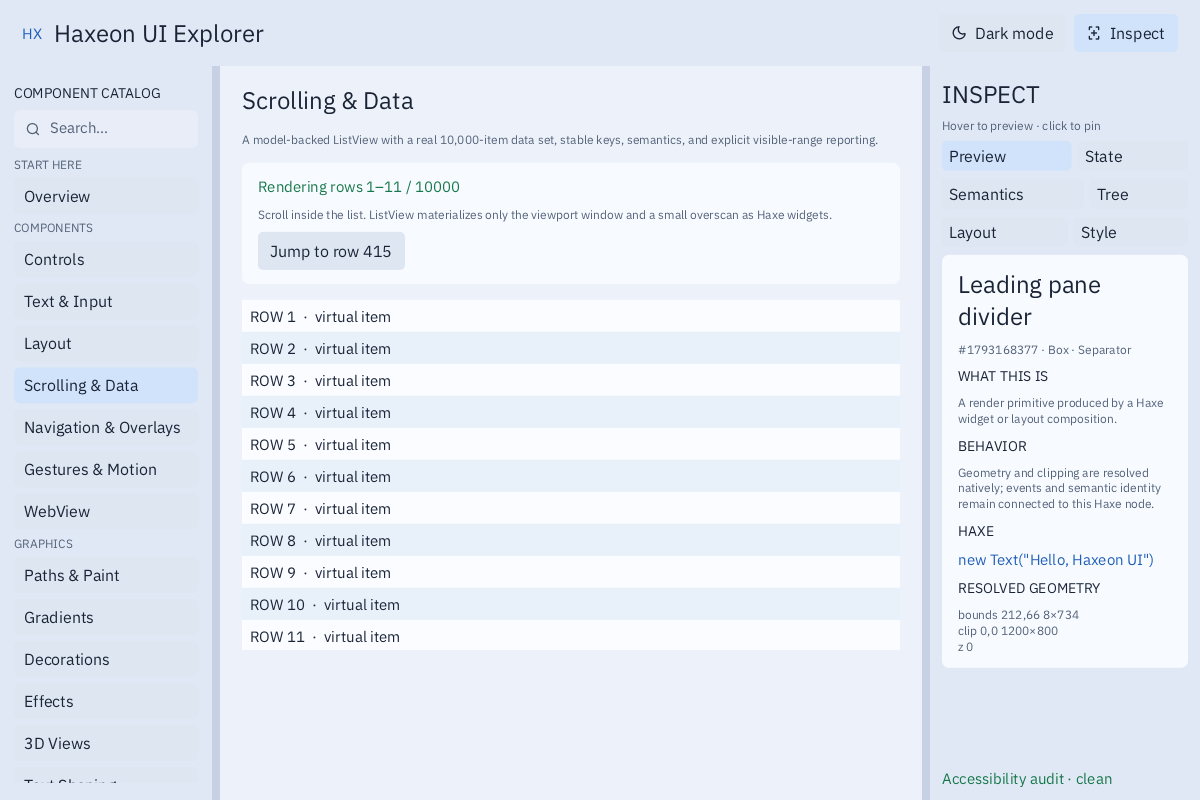 HX Haxeon UI Explorer
Dark mode
Inspect
COMPONENT CATALOG
Search...
START HERE
Overview
COMPONENTS
Controls
Text & Input
Layout
Scrolling & Data
Navigation & Overlays
Gestures & Motion
WebView
GRAPHICS
Paths & Paint
Gradients
Decorations
Effects
3D Views
Text Shaping
Scrolling & Data
A model-backed ListView with a real 10,000-item data set, stable keys, semantics, and explicit visible-range reporting.
Rendering rows 1–11 / 10000
Scroll inside the list. ListView materializes only the viewport window and a small overscan as Haxe widgets.
Jump to row 415
ROW 1 · virtual item
ROW 2 · virtual item
ROW 3 · virtual item
ROW 4 · virtual item
ROW 5 · virtual item
ROW 6 · virtual item
ROW 7 · virtual item
ROW 8 · virtual item
ROW 9 · virtual item
ROW 10 · virtual item
ROW 11 · virtual item
INSPECT
Hover to preview · click to pin
Preview
State
Semantics
Tree
Layout
Style
Leading pane
divider
#1793168377 · Box · Separator
WHAT THIS IS
A render primitive produced by a Haxe
widget or layout composition.
BEHAVIOR
Geometry and clipping are resolved
natively; events and semantic identity
remain connected to this Haxe node.
HAXE
new Text("Hello, Haxeon UI")
RESOLVED GEOMETRY
bounds 212,66 8×734
clip 0,0 1200×800
z 0
Accessibility audit · clean